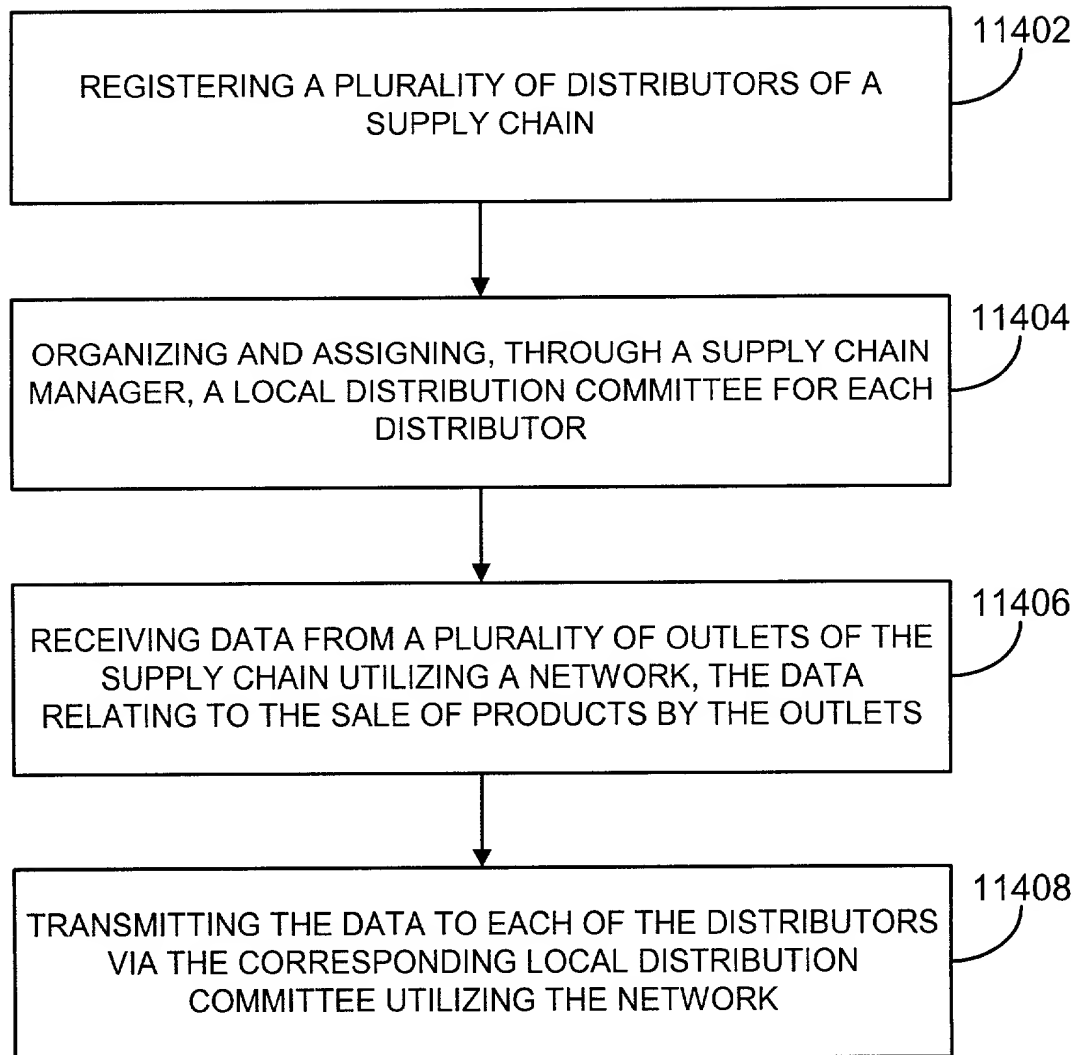 11402
REGISTERING A PLURALITY OF DISTRIBUTORS OF A
SUPPLY CHAIN
11404
ORGANIZING AND ASSIGNING, THROUGH A SUPPLY CHAIN
MANAGER, A LOCAL DISTRIBUTION COMMITTEE FOR EACH
DISTRIBUTOR
11406
RECEIVING DATA FROM A PLURALITY OF OUTLETS OF THE
SUPPLY CHAIN UTILIZING A NETWORK, THE DATA
RELATING TO THE SALE OF PRODUCTS BY THE OUTLETS
11408
TRANSMITTING THE DATA TO EACH OF THE DISTRIBUTORS
VIA THE CORRESPONDING LOCAL DISTRIBUTION
COMMITTEE UTILIZING THE NETWORK